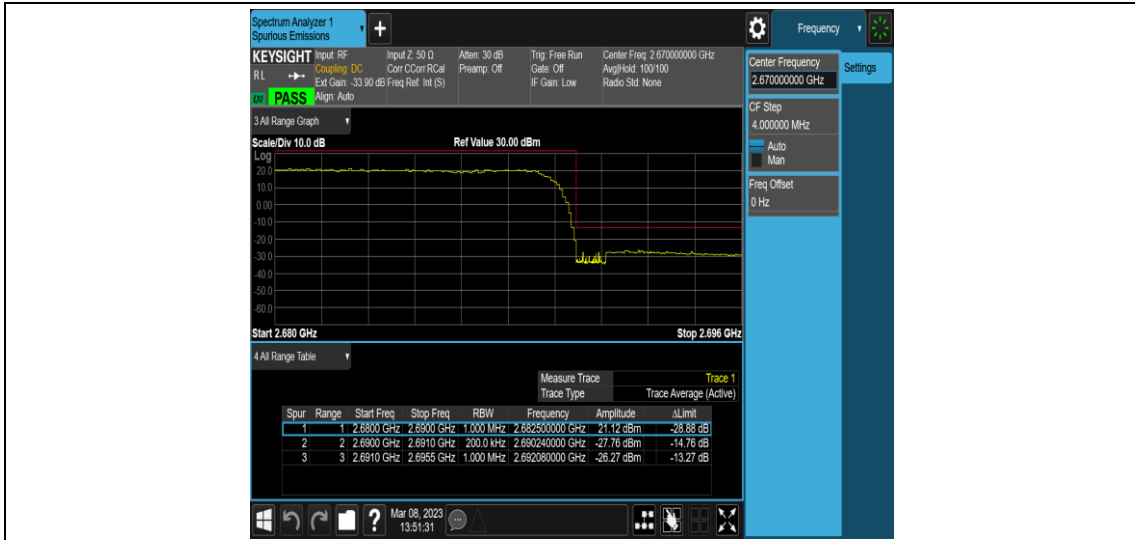 Spectrum Analyzer 1
Spurious Emissions
+
Frequency
KEYSIGHT Input: RF Input Z: 50 Ω Atten: 30 dB Trig: Free Run Center Freq: 2.670000000 GHz
Coupling: DC Corr CCorr RCal Preamp: Off Gate: Off Avg|Hold: 100/100
R L Ext Gain: -33.90 dB Freq Ref: Int (S) IF Gain: Low Radio Std: None
LXI PASS Align: Auto
3 All Range Graph
Scale/Div 10.0 dB Ref Value 30.00 dBm
Log
20.0
10.0
0.00
-10.0
-20.0
-30.0
-40.0
-50.0
-60.0
Start 2.680 GHz Stop 2.696 GHz
4 All Range Table
Measure Trace Trace 1
Trace Type Trace Average (Active)
Spur Range Start Freq Stop Freq RBW Frequency Amplitude ΔLimit
1 1 2.6800 GHz 2.6900 GHz 1.000 MHz 2.682500000 GHz 21.12 dBm -28.88 dB
2 2 2.6900 GHz 2.6910 GHz 200.0 kHz 2.690240000 GHz -27.76 dBm -14.76 dB
3 3 2.6910 GHz 2.6955 GHz 1.000 MHz 2.692080000 GHz -26.27 dBm -13.27 dB
?
Mar 08, 2023
13:51:31
Center Frequency
2.670000000 GHz
Settings
CF Step
4.000000 MHz
Auto
Man
Freq Offset
0 Hz